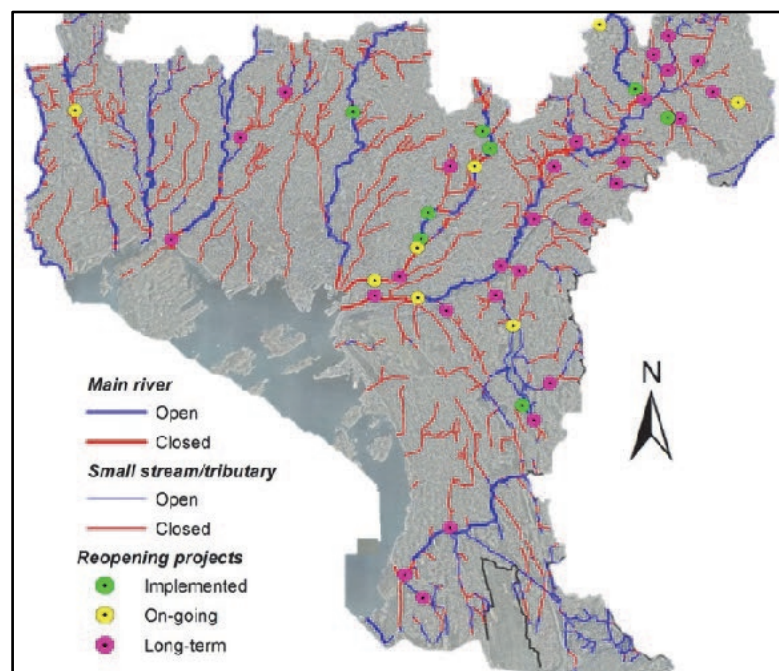 N
Main river
Open
Closed
Small stream/tributary
Open
Closed
Reopening projects
Implemented
On-going
Long-term